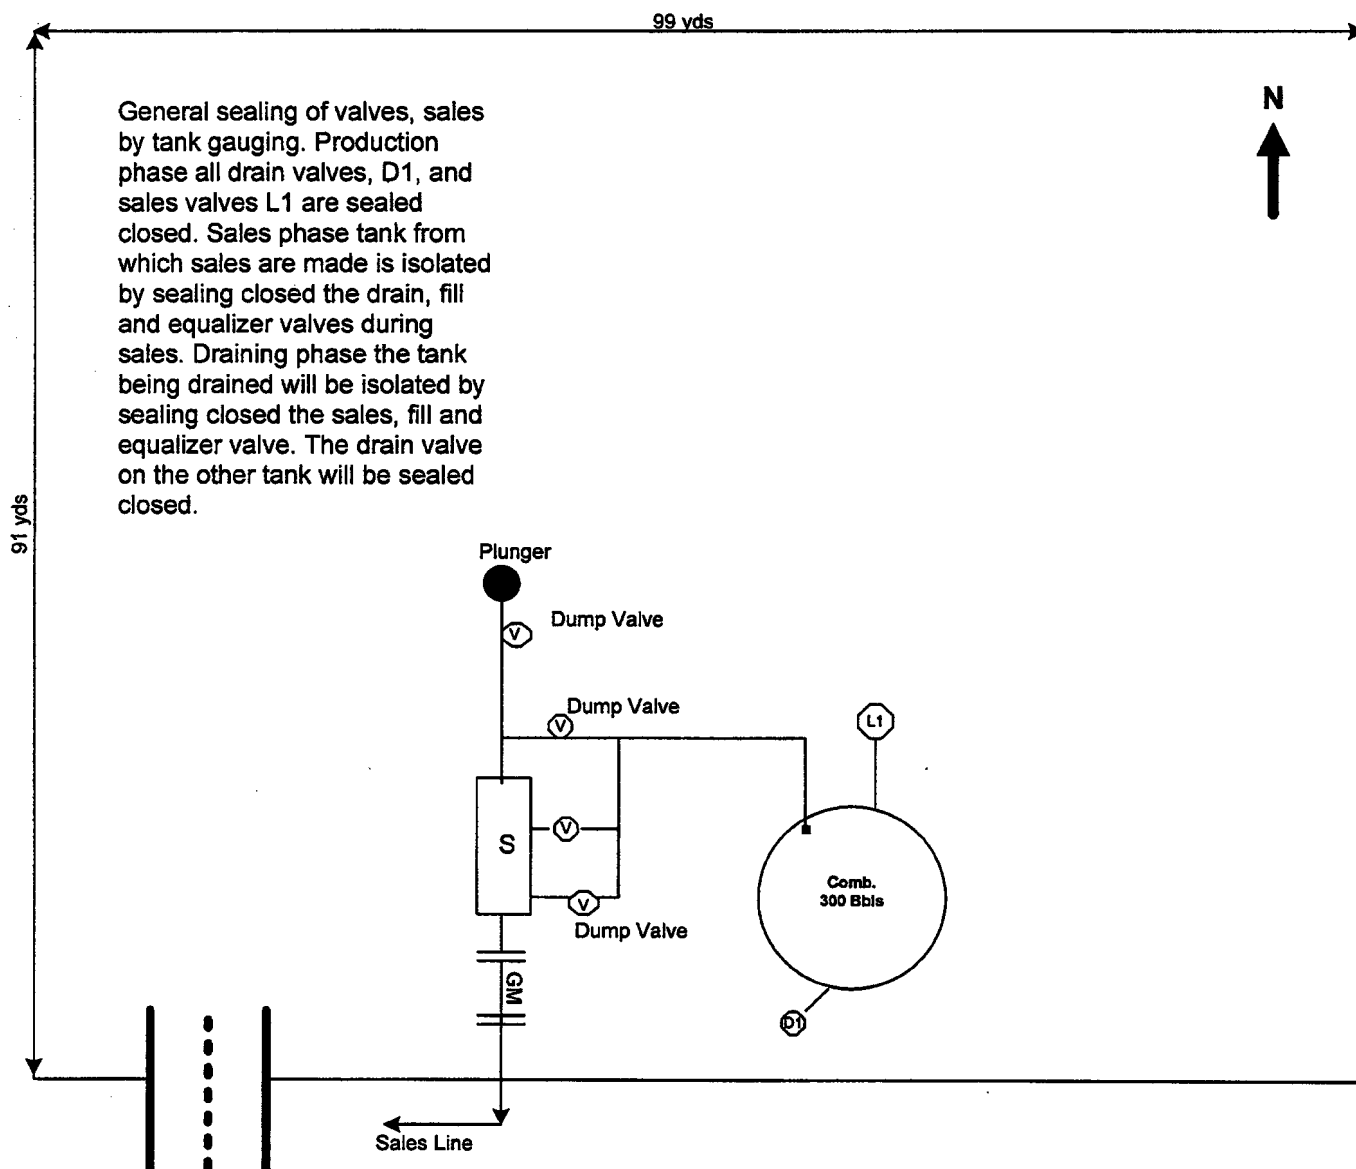 99 yds
N
General sealing of valves, sales
by tank gauging. Production
phase all drain valves, D1, and
sales valves L1 are sealed
closed. Sales phase tank from
which sales are made is isolated
by sealing closed the drain, fill
and equalizer valves during
sales. Draining phase the tank
being drained will be isolated by
sealing closed the sales, fill and
equalizer valve. The drain valve
on the other tank will be sealed
closed.
91 yds
Plunger
V
Dump Valve
Dump Valve
V
L1
V
S
Comb.
300 Bbls
V
Dump Valve
GM
D1
Sales Line